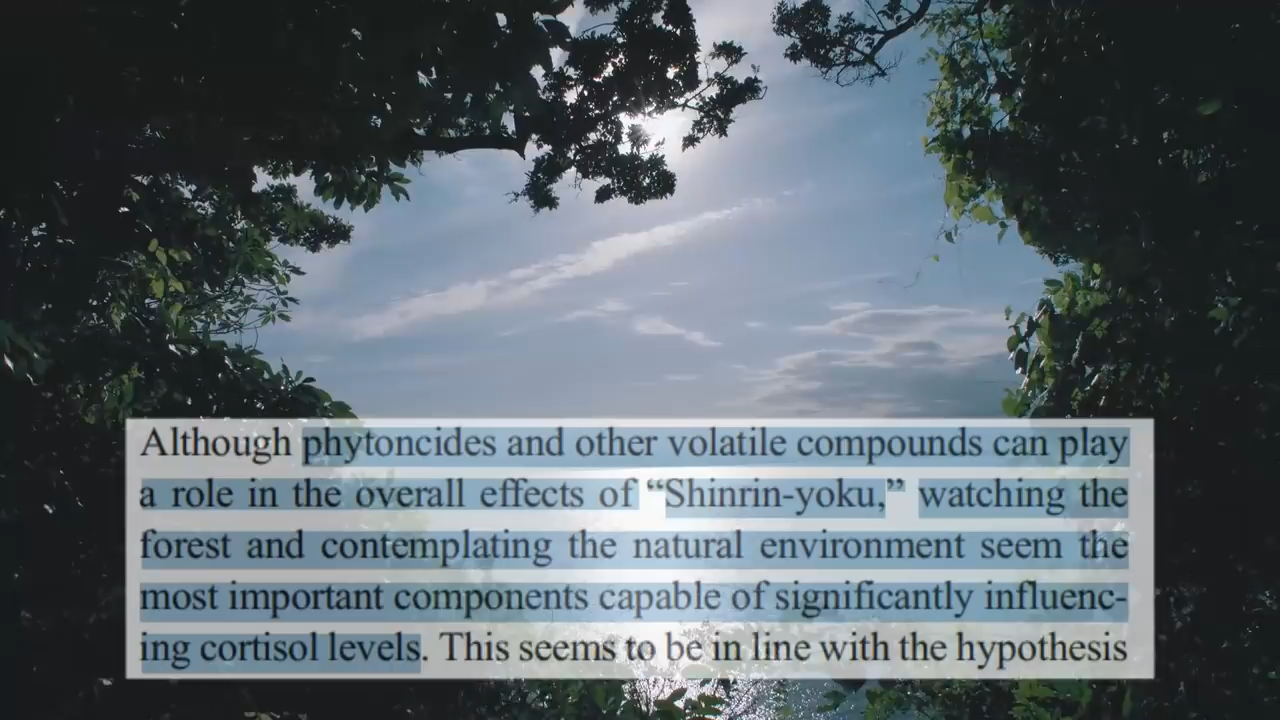 Although phytoncides and other volatile compounds can play
a role in the overall effects of “Shinrin-yoku,” watching the
forest and contemplating the natural environment seem the
most important components capable of significantly influenc-
ing cortisol levels. This seems to be in line with the hypothesis